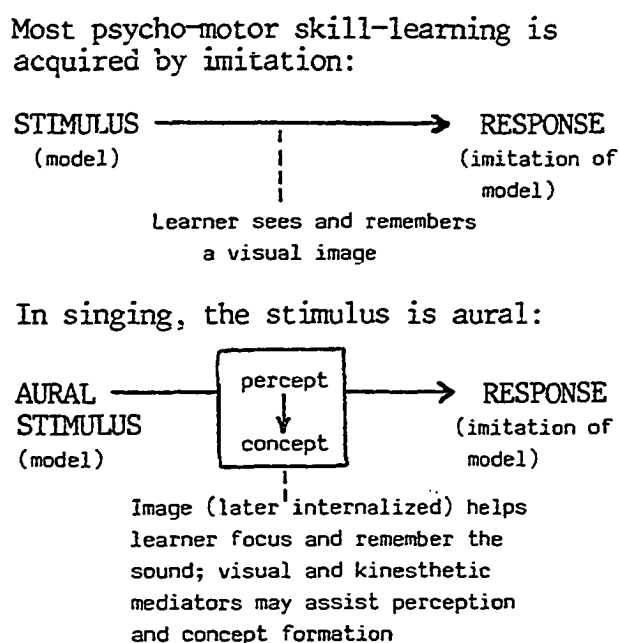 Most psycho-motor skill-learning is
acquired by imitation:
STIMULUS RESPONSE
(model) (imitation of
model)
Learner sees and remembers
a visual image
In singing, the stimulus is aural:
AURAL percept RESPONSE
STIMULUS concept (imitation of
(model) model)
Image (later internalized) helps
learner focus and remember the
sound; visual and kinesthetic
mediators may assist perception
and concept formation